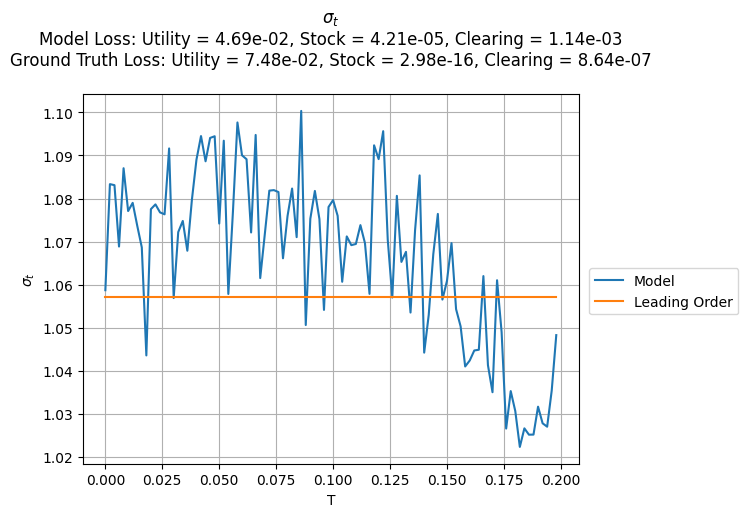 σₜ
Model Loss: Utility = 4.69e-02, Stock = 4.21e-05, Clearing = 1.14e-03
Ground Truth Loss: Utility = 7.48e-02, Stock = 2.98e-16, Clearing = 8.64e-07
1.10
1.09
1.08
1.07
1.06
1.05
1.04
1.03
1.02
σₜ
0.000 0.025 0.050 0.075 0.100 0.125 0.150 0.175 0.200
T
Model
Leading Order